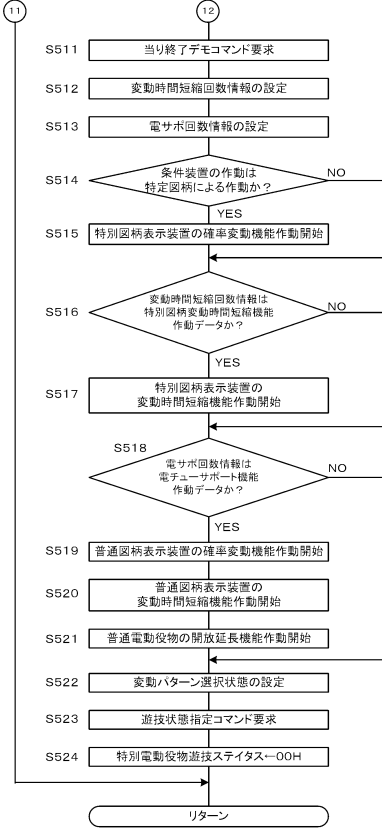 11
12
S511
当り終了デモコマンド要求
S512
変動時間短縮回数情報の設定
S513
電サポ回数情報の設定
S514
条件装置の作動は
特定図柄による作動か？
NO
YES
S515
特別図柄表示装置の確率変動機能作動開始
S516
変動時間短縮回数情報は
特別図柄変動時間短縮機能
作動データか？
NO
YES
S517
特別図柄表示装置の
変動時間短縮機能作動開始
S518
電サポ回数情報は
電チューサポート機能
作動データか？
NO
YES
S519
普通図柄表示装置の確率変動機能作動開始
S520
普通図柄表示装置の
変動時間短縮機能作動開始
S521
普通電動役物の開放延長機能作動開始
S522
変動パターン選択状態の設定
S523
遊技状態指定コマンド要求
S524
特別電動役物遊技ステイタス←00H
リターン